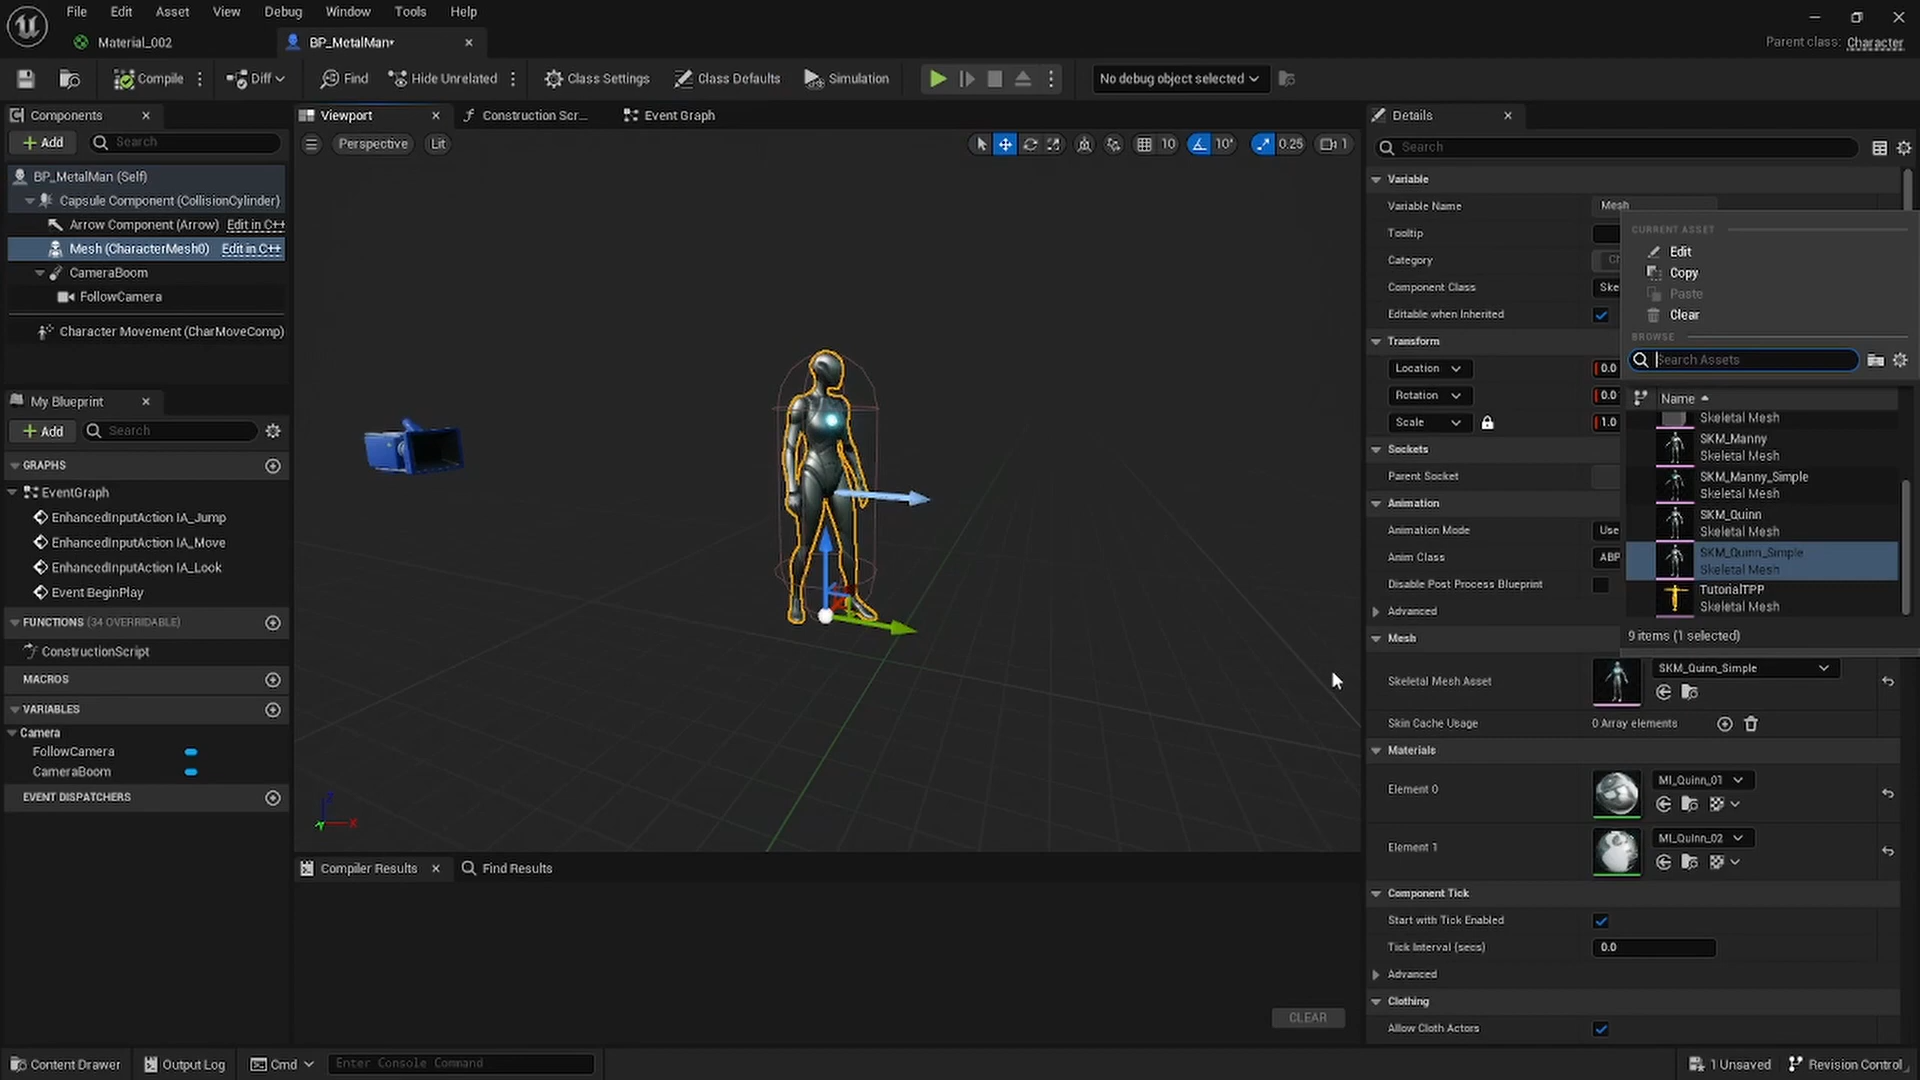 File Edit Asset View Debug Window Tools Help
Material_002
BP_MetalMan*
Parent class: Character
Compile
Diff
Find
Hide Unrelated
Class Settings
Class Defaults
Simulation
No debug object selected
Components
Add
Search
BP_MetalMan (Self)
Capsule Component (CollisionCylinder)
Arrow Component (Arrow) Edit in C++
Mesh (CharacterMesh0) Edit in C++
CameraBoom
FollowCamera
Character Movement (CharMoveComp)
My Blueprint
Add
Search
GRAPHS
EventGraph
EnhancedInputAction IA_Jump
EnhancedInputAction IA_Move
EnhancedInputAction IA_Look
Event BeginPlay
FUNCTIONS (34 OVERRIDABLE)
ConstructionScript
MACROS
VARIABLES
Camera
FollowCamera
CameraBoom
EVENT DISPATCHERS
Viewport
Construction Scr...
Event Graph
Perspective
Lit
10
10°
0.25
1
Z
X
Y
Compiler Results
Find Results
CLEAR
Details
Search
Variable
Variable Name Mesh
Tooltip
Category Ch
Component Class Ske
Editable when Inherited
Transform
Location 0.0
Rotation 0.0
Scale 1.0
Sockets
Parent Socket
Animation
Animation Mode Use
Anim Class ABP
Disable Post Process Blueprint
Advanced
Mesh
Skeletal Mesh Asset
SKM_Quinn_Simple
Skin Cache Usage 0 Array elements
Materials
Element 0
MI_Quinn_01
Element 1
MI_Quinn_02
Component Tick
Start with Tick Enabled
Tick Interval (secs) 0.0
Advanced
Clothing
Allow Cloth Actors
CURRENT ASSET
Edit
Copy
Paste
Clear
BROWSE
Search Assets
Name
Skeletal Mesh
SKM_Manny
Skeletal Mesh
SKM_Manny_Simple
Skeletal Mesh
SKM_Quinn
Skeletal Mesh
SKM_Quinn_Simple
Skeletal Mesh
TutorialTPP
Skeletal Mesh
9 items (1 selected)
Content Drawer
Output Log
Cmd
Enter Console Command
1 Unsaved
Revision Control